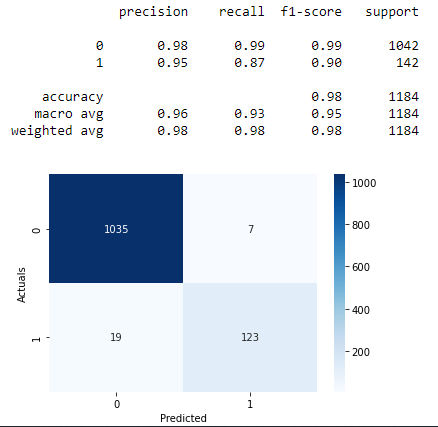 precision recall f1-score support
0 0.98 0.99 0.99 1042
1 0.95 0.87 0.90 142
accuracy 0.98 1184
macro avg 0.96 0.93 0.95 1184
weighted avg 0.98 0.98 0.98 1184
1035 7
19 123
0
1
Actuals
0 1
Predicted
1000
800
600
400
200